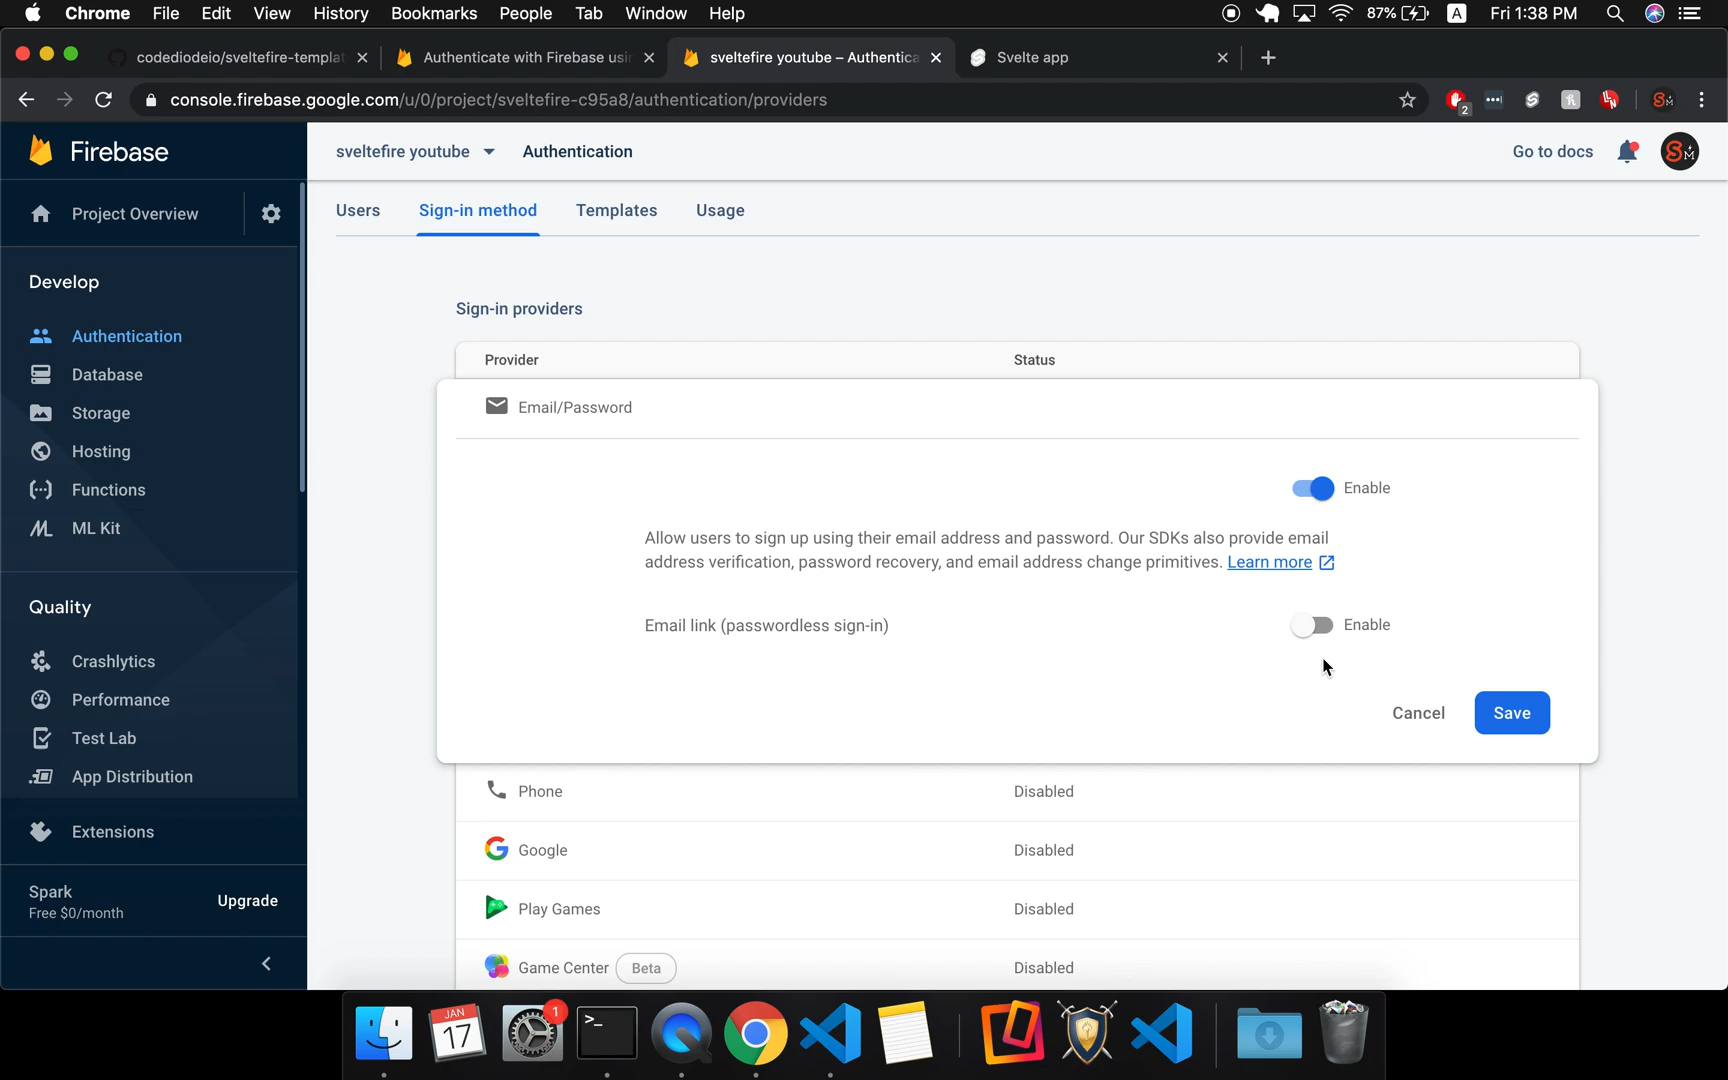 Chrome File Edit View History Bookmarks People Tab Window Help 87% A Fri 1:38 PM
codediodeio/sveltefire-templat Authenticate with Firebase usin sveltefire youtube – Authentica Svelte app
console.firebase.google.com/u/0/project/sveltefire-c95a8/authentication/providers 2
Firebase
sveltefire youtube Authentication Go to docs
Project Overview
Users Sign-in method Templates Usage
Develop
Authentication
Database
Storage
Hosting
Functions
ML Kit
Quality
Crashlytics
Performance
Test Lab
App Distribution
Extensions
Spark
Free $0/month
Upgrade
Sign-in providers
Provider Status
Email/Password
Enable
Allow users to sign up using their email address and password. Our SDKs also provide email
address verification, password recovery, and email address change primitives. Learn more
Email link (passwordless sign-in) Enable
Cancel Save
Phone Disabled
Google Disabled
Play Games Disabled
Game Center Beta Disabled
JAN
17
1
>_